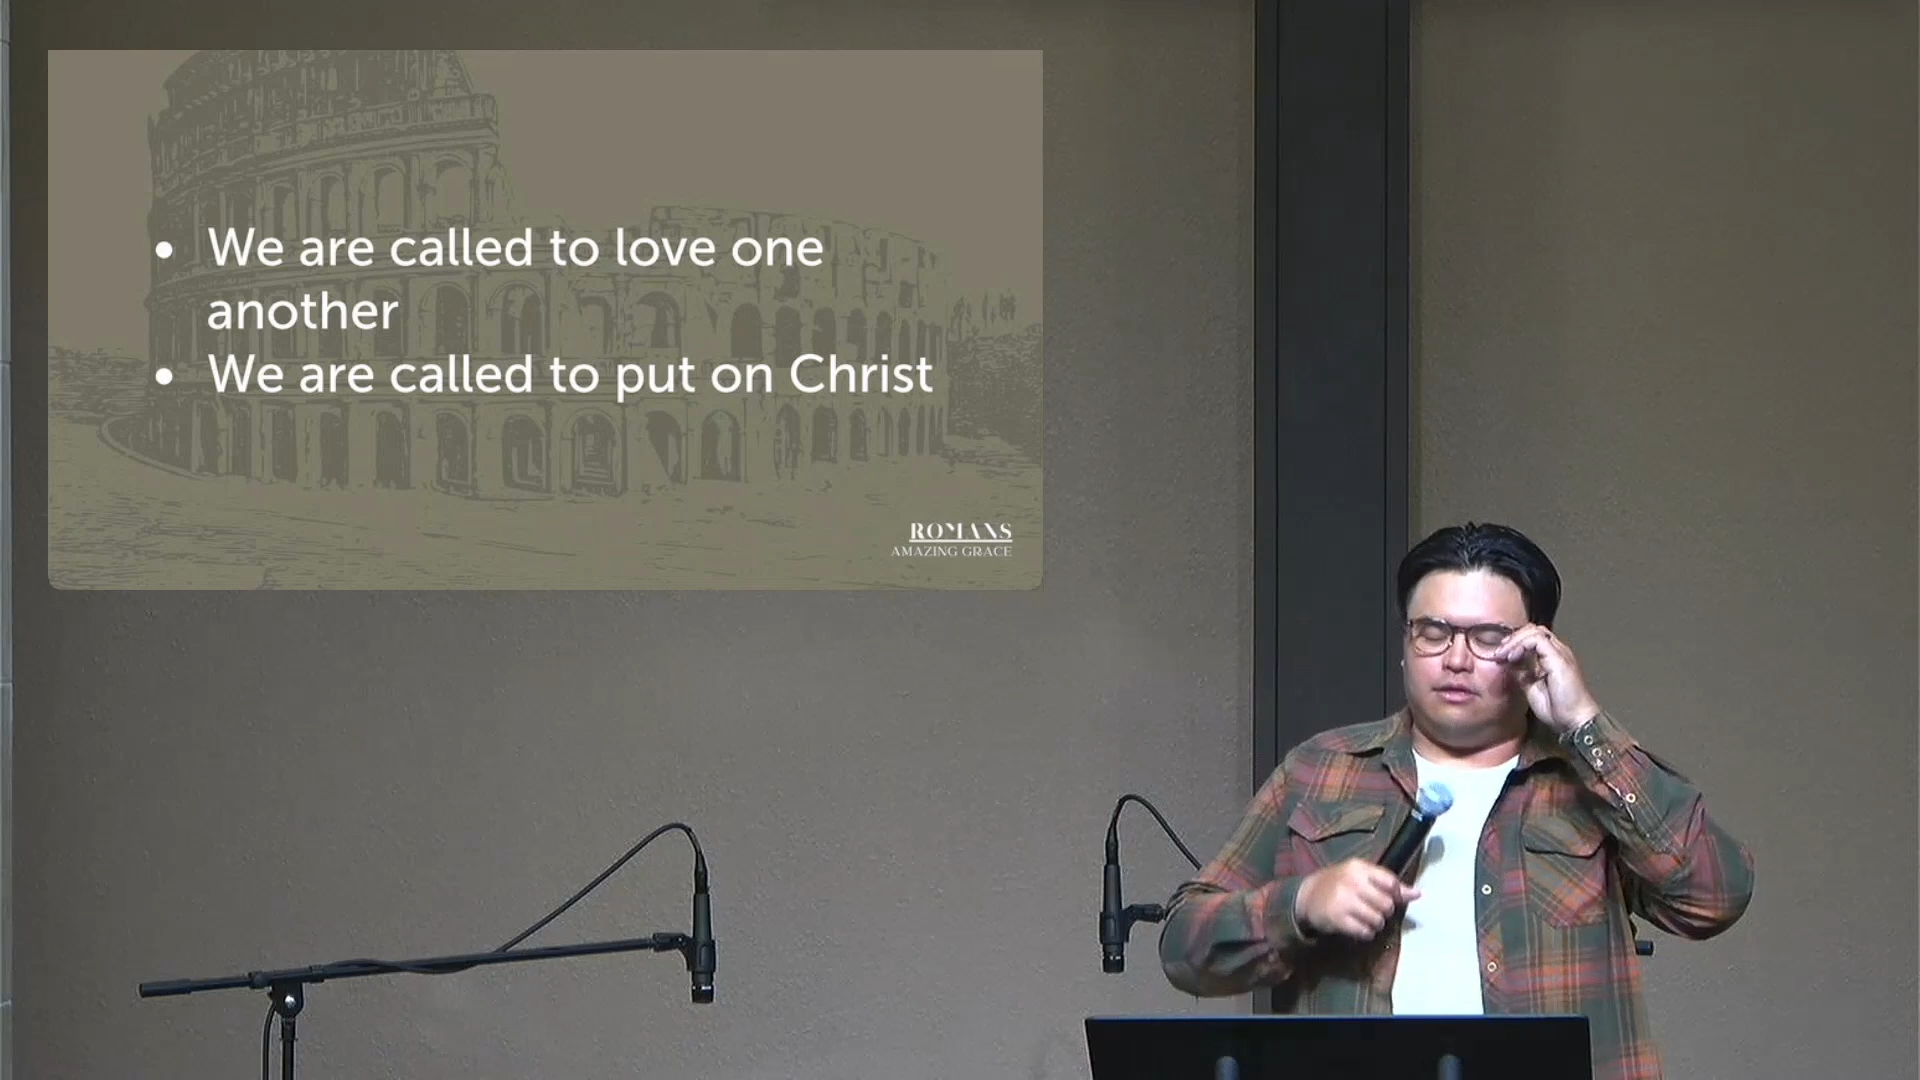 • We are called to love one
another
• We are called to put on Christ
ROMANS
AMAZING GRACE